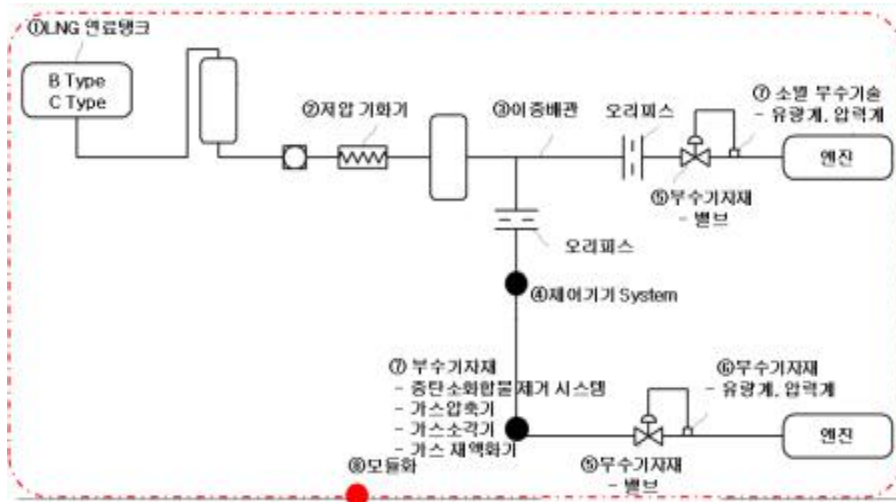 ①LNG 연료탱크
B Type
C Type
②저압 기화기
③이중배관
오리피스
⑦ 소별 부수기술
- 유량계, 압력계
엔진
⑤부수기자재
- 밸브
오리피스
④제어기기 System
⑦ 부수기자재
- 중탄소화합물 제거 시스템
- 가스압축기
- 가스소각기
- 가스 재액화기
⑥부수기자재
- 유량계, 압력계
엔진
⑤부수기자재
- 밸브
⑧모듈화